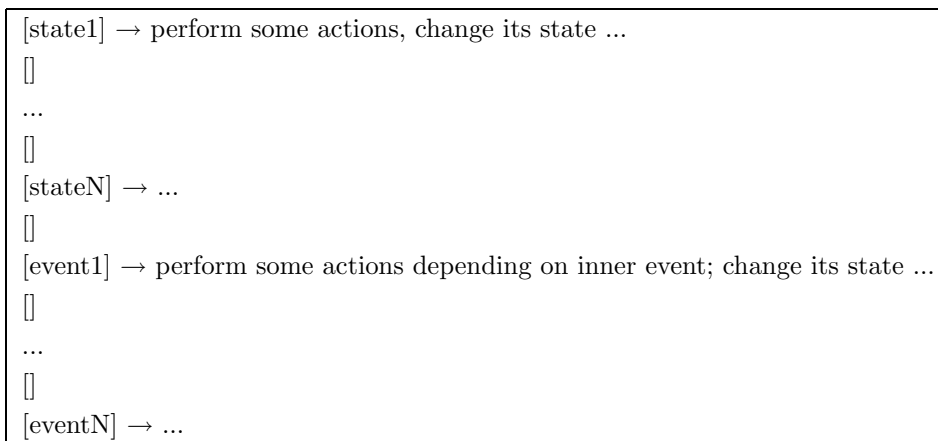 [state1] → perform some actions, change its state ...
[]
...
[]
[stateN] → ...
[]
[event1] → perform some actions depending on inner event; change its state ...
[]
...
[]
[eventN] → ...